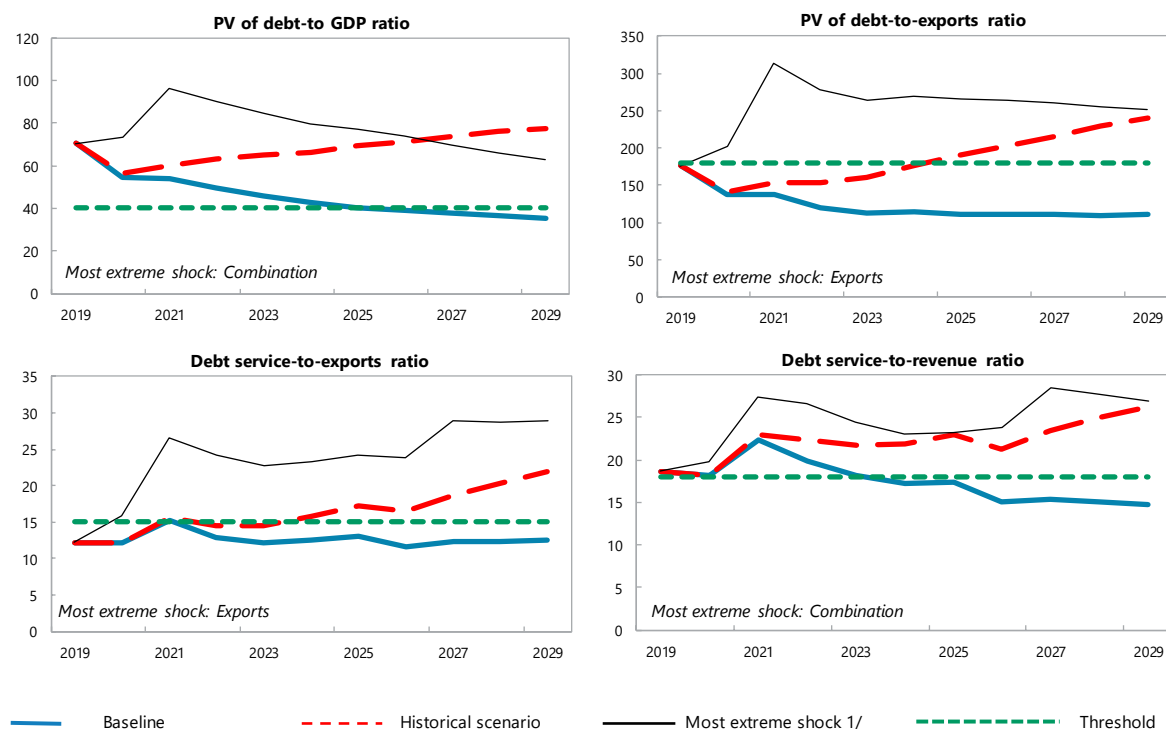 PV of debt-to GDP ratio
120
100
80
60
40
20
0
Most extreme shock: Combination
2019 2021 2023 2025 2027 2029
PV of debt-to-exports ratio
350
300
250
200
150
100
50
0
Most extreme shock: Exports
2019 2021 2023 2025 2027 2029
Debt service-to-exports ratio
35
30
25
20
15
10
5
0
Most extreme shock: Exports
2019 2021 2023 2025 2027 2029
Debt service-to-revenue ratio
30
25
20
15
10
5
0
Most extreme shock: Combination
2019 2021 2023 2025 2027 2029
Baseline Historical scenario Most extreme shock 1/ Threshold